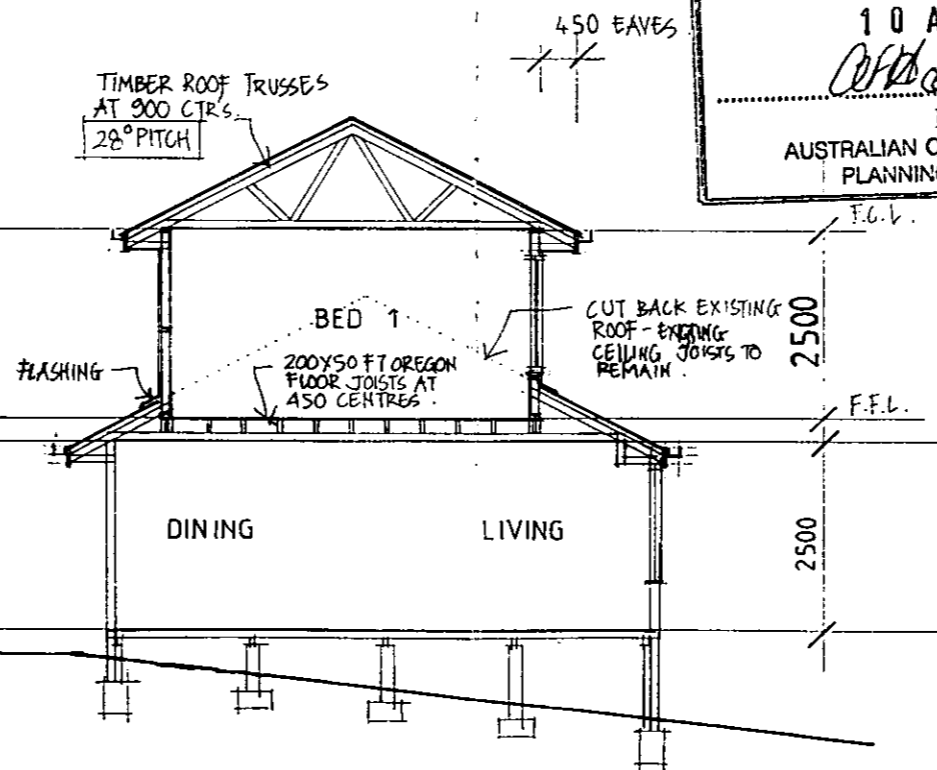 450 EAVES
1 0 A
AUSTRALIAN C
PLANNING
TIMBER ROOF TRUSSES
AT 900 CTR'S
28° PITCH
F.C.L.
2500
BED 1
CUT BACK EXISTING
ROOF - EXISTING
CEILING JOISTS TO
REMAIN.
FLASHING
200X50 F7 OREGON
FLOOR JOISTS AT
450 CENTRES.
F.F.L.
DINING
LIVING
2500